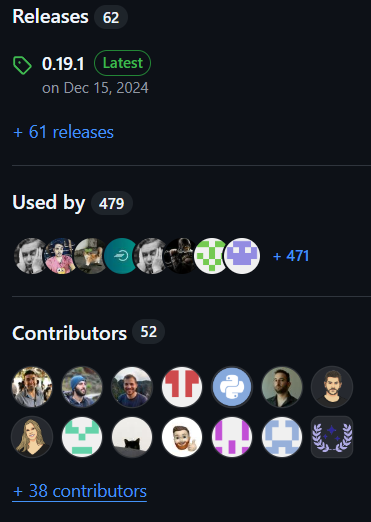 Releases 62
0.19.1 Latest
on Dec 15, 2024
+ 61 releases
Used by 479
+ 471
Contributors 52
+ 38 contributors